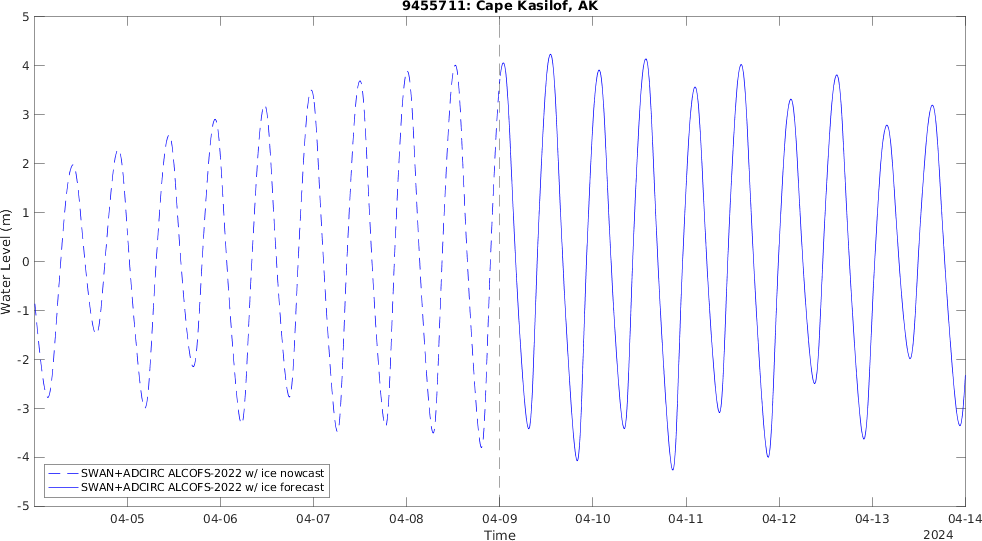 9455711: Cape Kasilof, AK
5
4
3
2
1
0
-1
-2
-3
-4
-5
Water Level (m)
SWAN+ADCIRC ALCOFS-2022 w/ ice nowcast
SWAN+ADCIRC ALCOFS-2022 w/ ice forecast
04-05 04-06 04-07 04-08 04-09 04-10 04-11 04-12 04-13 04-14
Time
2024